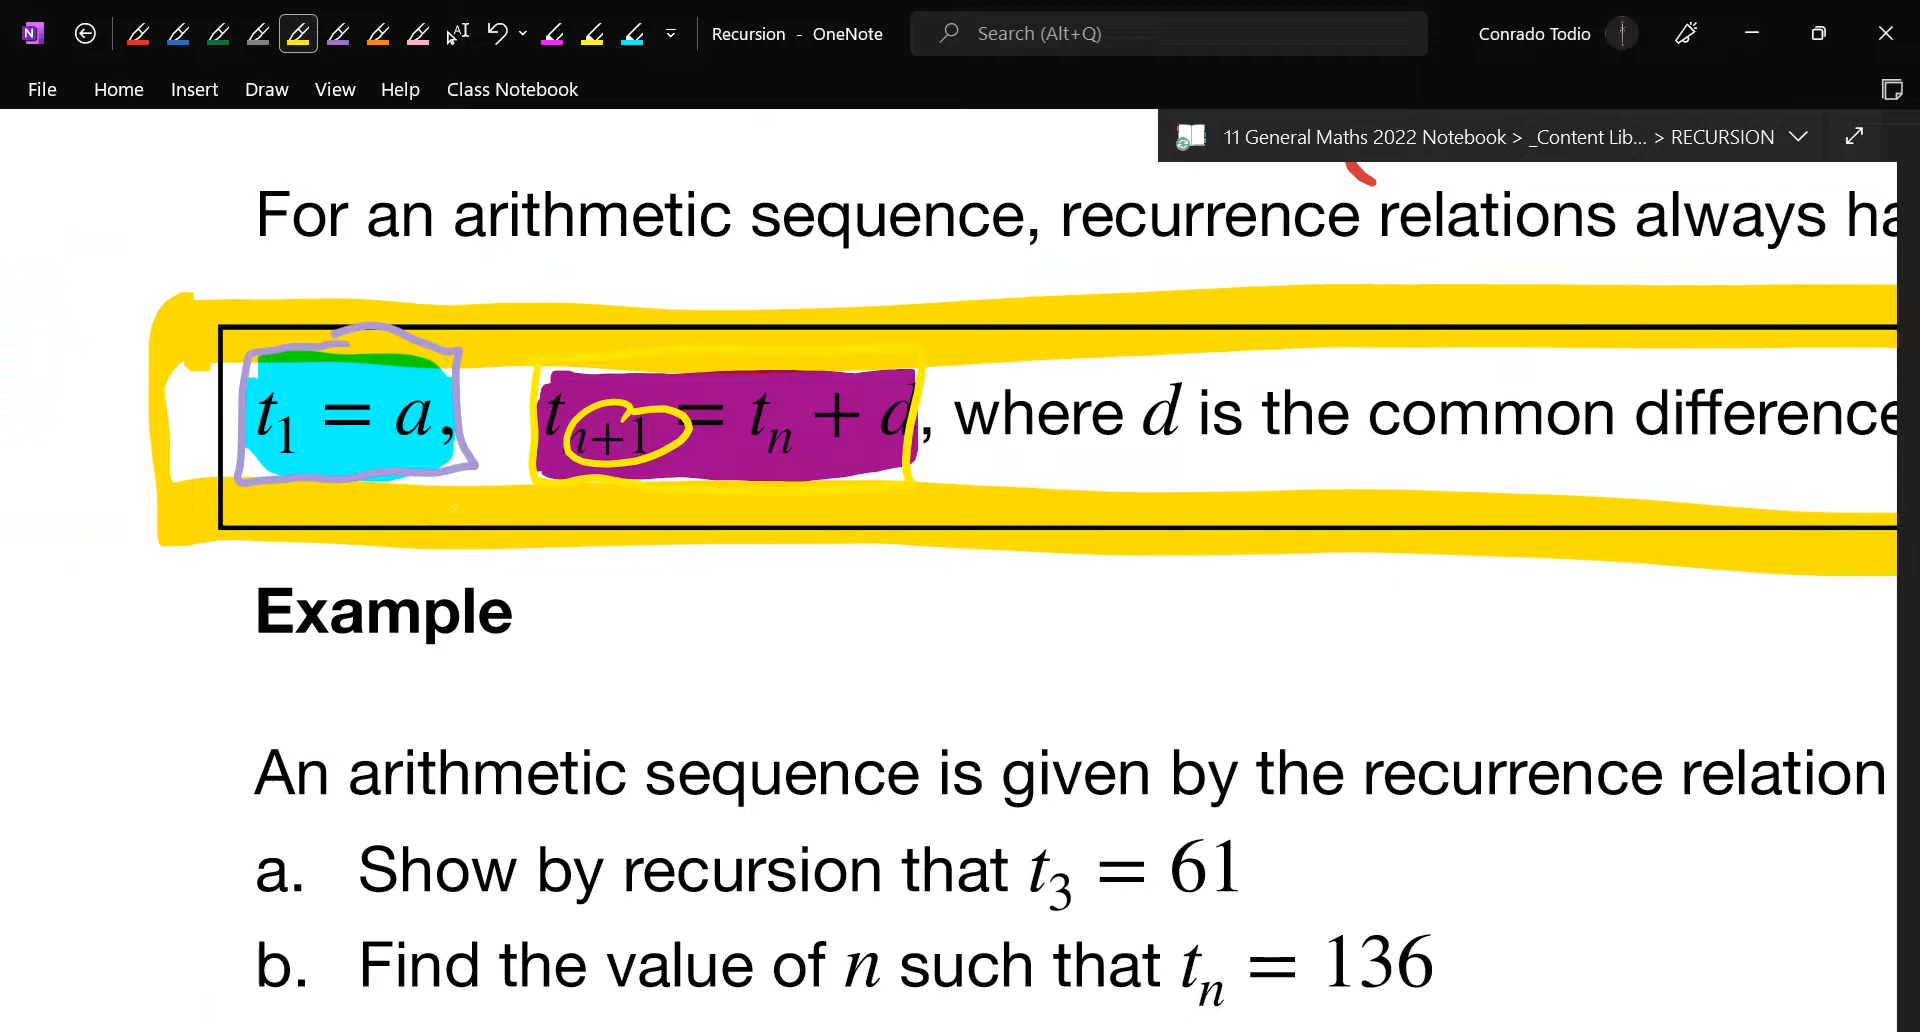 Recursion - OneNote
Search (Alt+Q)
Conrado Todio
File Home Insert Draw View Help Class Notebook
11 General Maths 2022 Notebook > _Content Lib... > RECURSION
For an arithmetic sequence, recurrence relations always ha
t₁ = a, tₙ₊₁ = tₙ + d, where d is the common difference
Example
An arithmetic sequence is given by the recurrence relation
a. Show by recursion that t₃ = 61
b. Find the value of n such that tₙ = 136